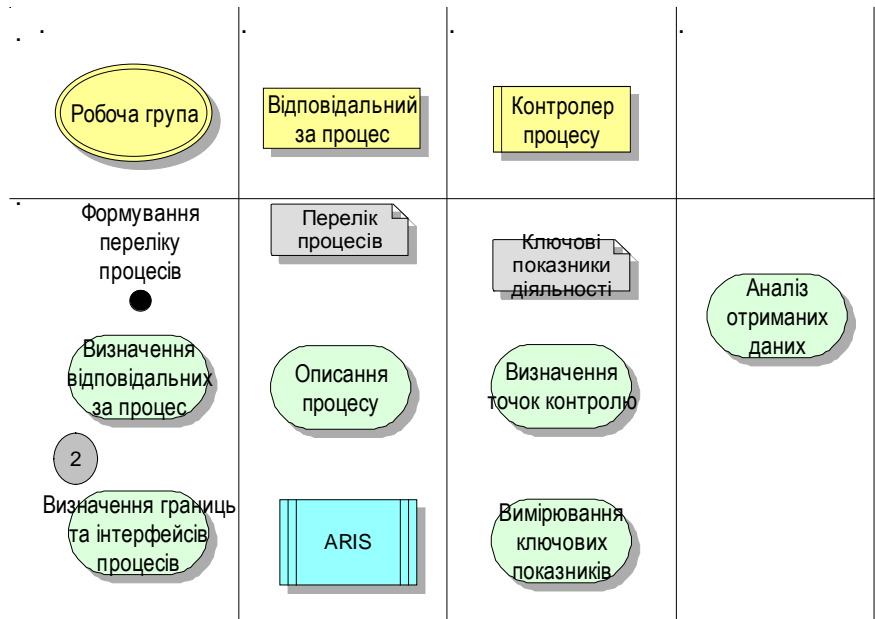 Робоча група
Відповідальний
за процес
Контролер
процесу
Формування
переліку
процесів
Перелік
процесів
Ключові
показники
діяльності
Аналіз
отриманих
даних
Визначення
відповідальних
за процес
Описання
процесу
Визначення
точок контролю
2
Визначення границь
та інтерфейсів
процесів
ARIS
Вимірювання
ключових
показників